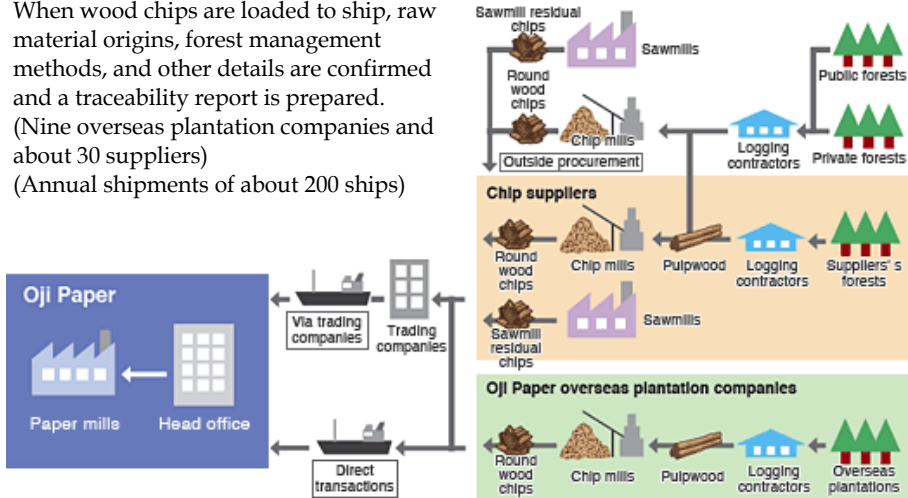 When wood chips are loaded to ship, raw
material origins, forest management
methods, and other details are confirmed
and a traceability report is prepared.
(Nine overseas plantation companies and
about 30 suppliers)
(Annual shipments of about 200 ships)
Sawmill residual
chips
Sawmills
Round
wood
chips
Chip mills
Outside procurement
Logging
contractors
Public forests
Private forests
Chip suppliers
Round
wood
chips
Chip mills
Pulpwood
Logging
contractors
Suppliers' s
forests
Sawmill
residual
chips
Sawmills
Oji Paper overseas plantation companies
Round
wood
chips
Chip mills
Pulpwood
Logging
contractors
Overseas
plantations
Oji Paper
Paper mills
Head office
Via trading
companies
Trading
companies
Direct
transactions